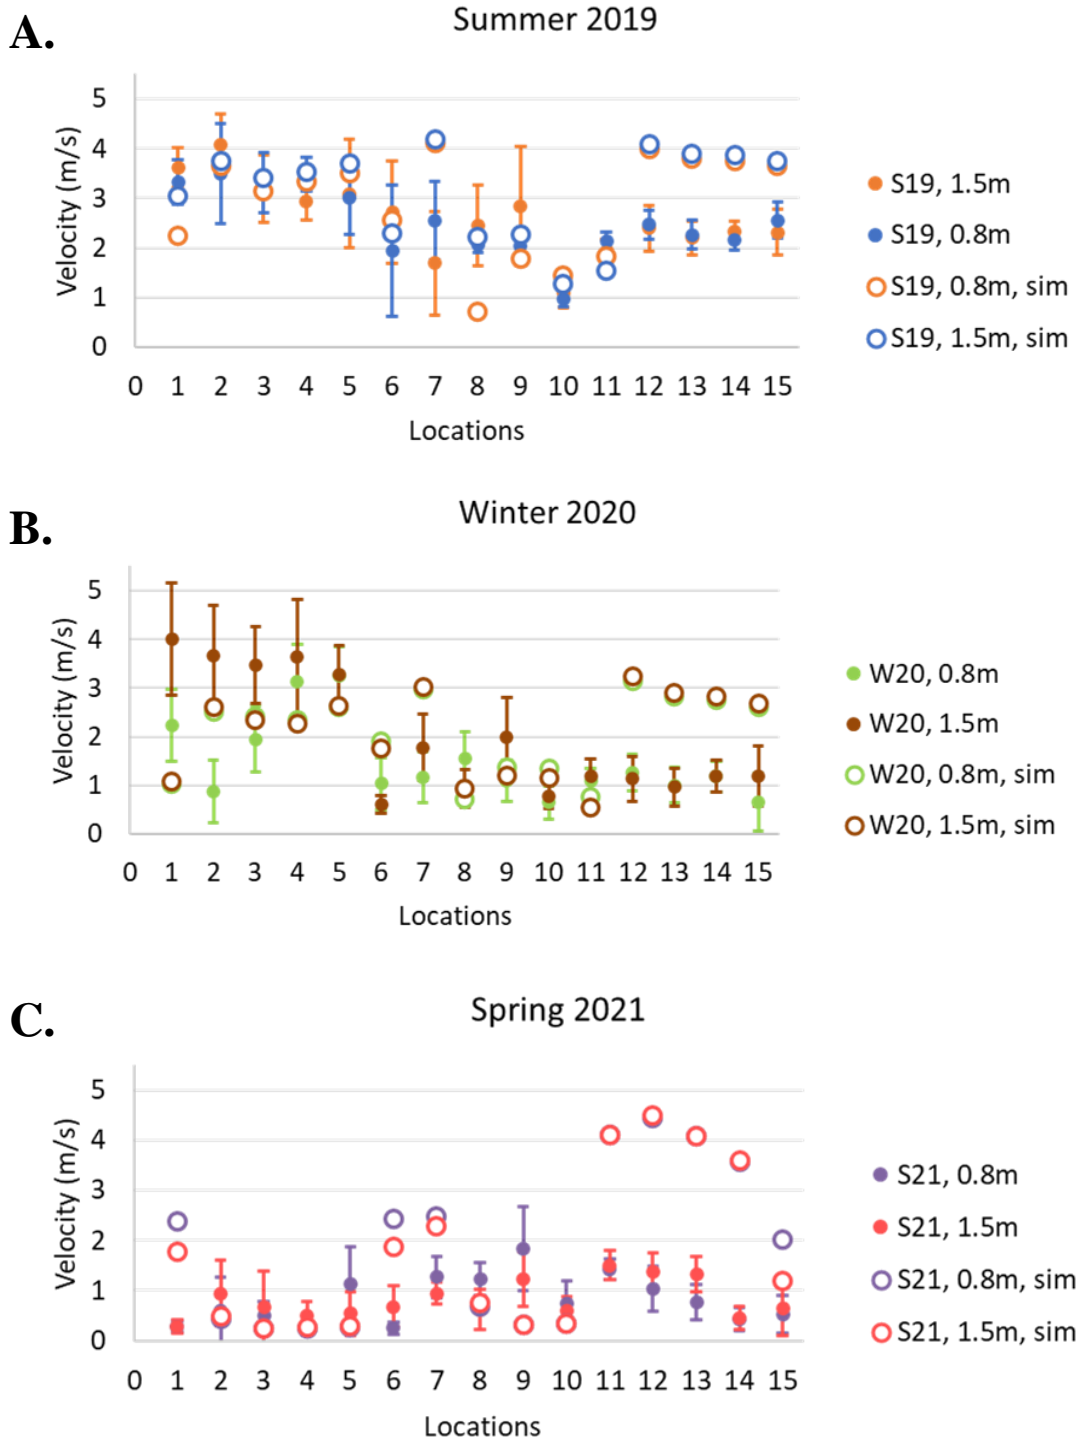 A.
Summer 2019
Velocity (m/s)
5
4
3
2
1
0
0 1 2 3 4 5 6 7 8 9 10 11 12 13 14 15
Locations
S19, 1.5m
S19, 0.8m
S19, 0.8m, sim
S19, 1.5m, sim
B.
Winter 2020
Velocity (m/s)
5
4
3
2
1
0
0 1 2 3 4 5 6 7 8 9 10 11 12 13 14 15
Locations
W20, 0.8m
W20, 1.5m
W20, 0.8m, sim
W20, 1.5m, sim
C.
Spring 2021
Velocity (m/s)
5
4
3
2
1
0
0 1 2 3 4 5 6 7 8 9 10 11 12 13 14 15
Locations
S21, 0.8m
S21, 1.5m
S21, 0.8m, sim
S21, 1.5m, sim